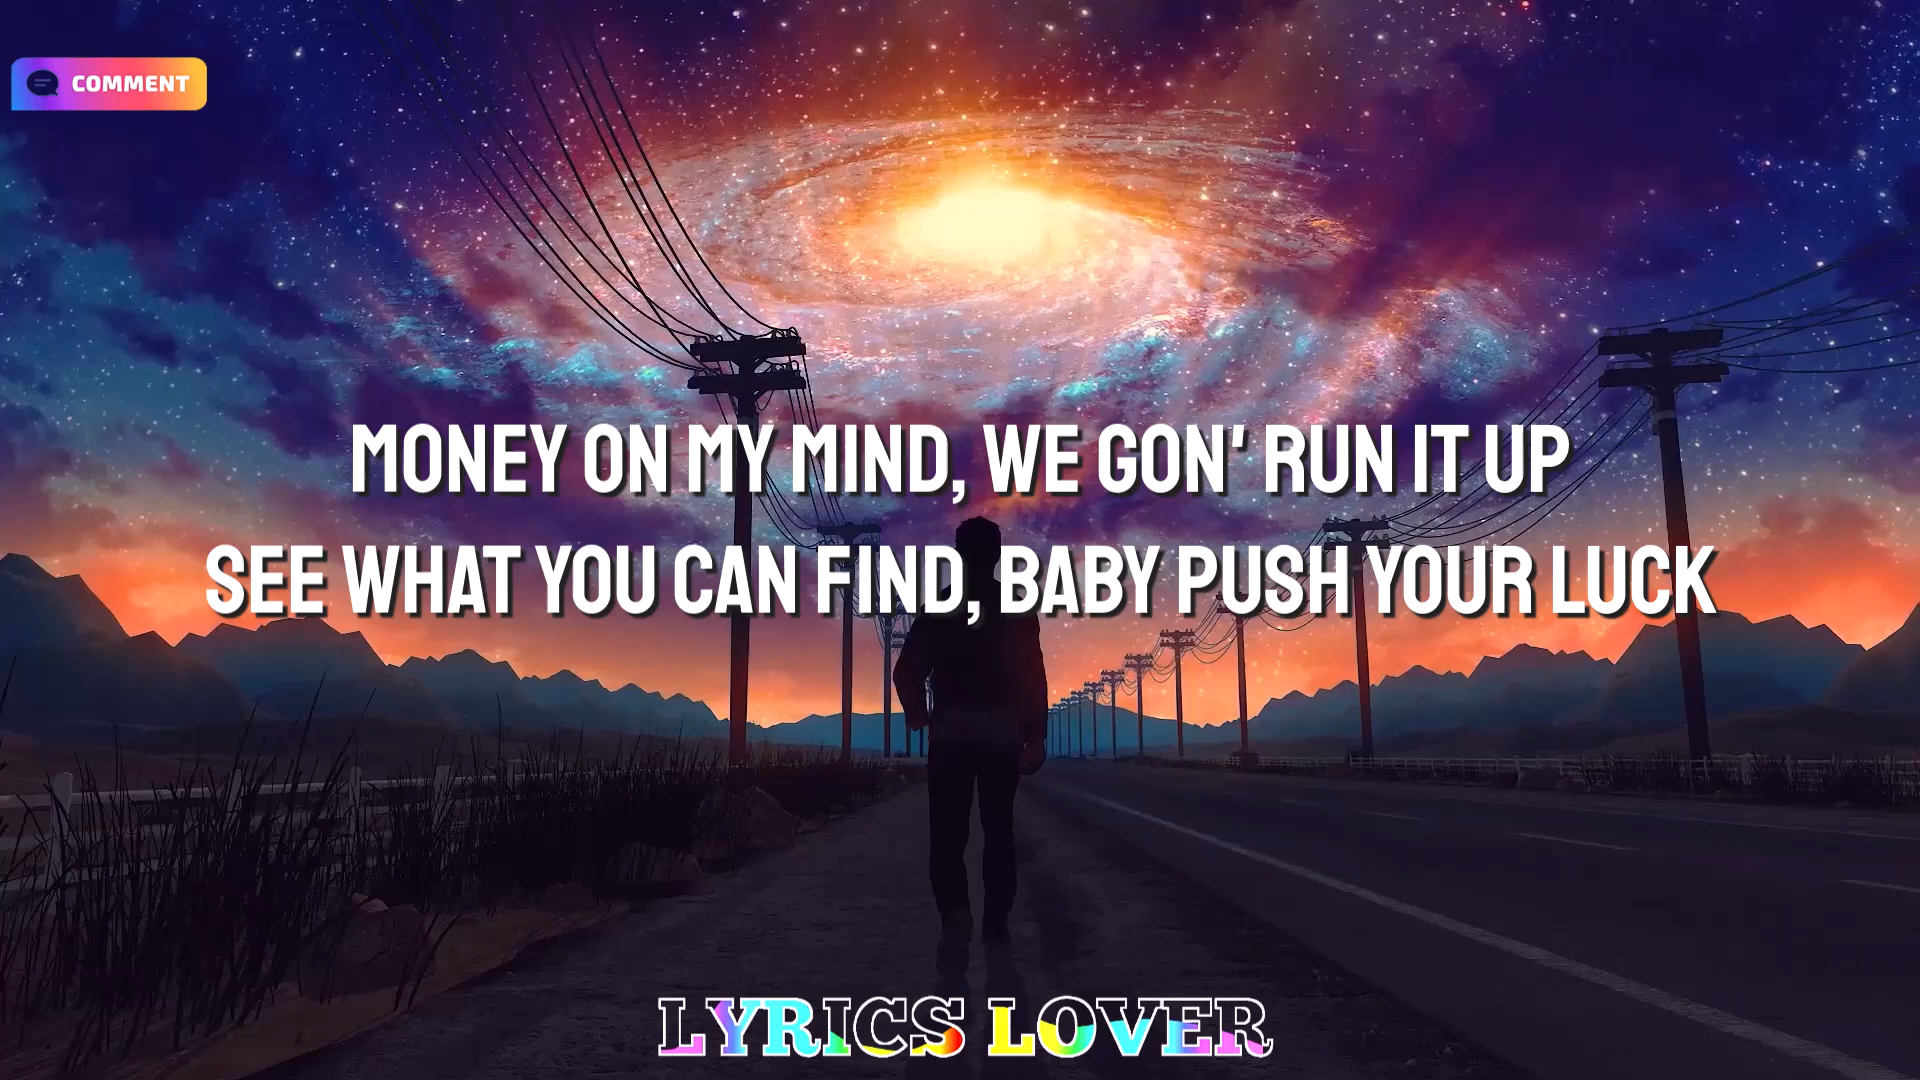 COMMENT
MONEY ON MY MIND, WE GON' RUN IT UP
SEE WHAT YOU CAN FIND, BABY PUSH YOUR LUCK
LYRICS LOVER